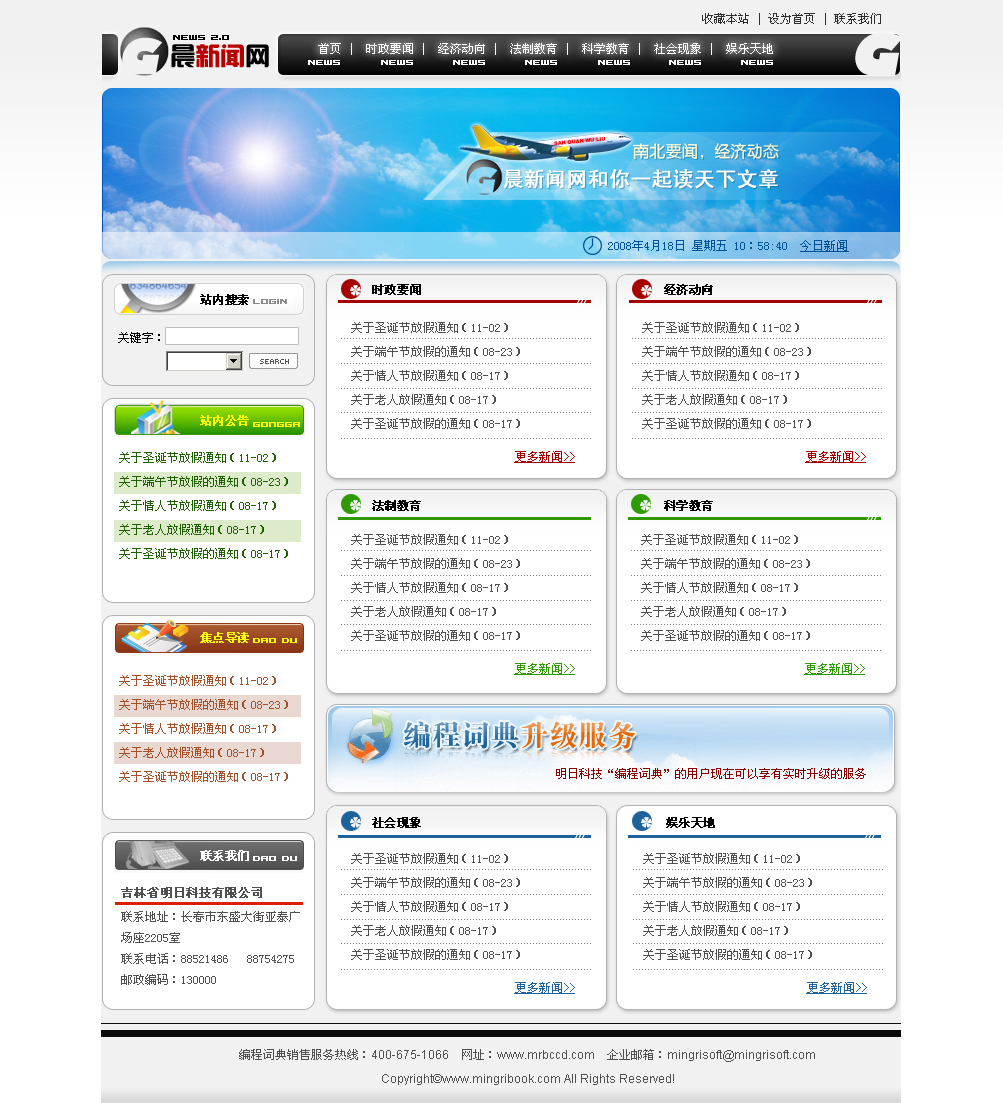 收藏本站 | 设为首页 | 联系我们
NEWS 2.0
晨新闻网
首页 | 时政要闻 | 经济动向 | 法制教育 | 科学教育 | 社会现象 | 娱乐天地
NEWS NEWS NEWS NEWS NEWS NEWS NEWS
SAN QUAN WU LIU
南北要闻，经济动态
晨新闻网和你一起读天下文章
2008年4月18日 星期五 10：58:40 今日新闻
站内搜索 LOGIN
关键字：
SEARCH
站内公告 GONGGA
关于圣诞节放假通知（11-02）
关于端午节放假的通知（08-23）
关于情人节放假通知（08-17）
关于老人放假通知（08-17）
关于圣诞节放假的通知（08-17）
焦点导读 DAO DU
关于圣诞节放假通知（11-02）
关于端午节放假的通知（08-23）
关于情人节放假通知（08-17）
关于老人放假通知（08-17）
关于圣诞节放假的通知（08-17）
联系我们 DAO DU
吉林省明日科技有限公司
联系地址：长春市东盛大街亚泰广
场座2205室
联系电话：88521486 88754275
邮政编码：130000
时政要闻
关于圣诞节放假通知（11-02）
关于端午节放假的通知（08-23）
关于情人节放假通知（08-17）
关于老人放假通知（08-17）
关于圣诞节放假的通知（08-17）
更多新闻>>
经济动向
关于圣诞节放假通知（11-02）
关于端午节放假的通知（08-23）
关于情人节放假通知（08-17）
关于老人放假通知（08-17）
关于圣诞节放假的通知（08-17）
更多新闻>>
法制教育
关于圣诞节放假通知（11-02）
关于端午节放假的通知（08-23）
关于情人节放假通知（08-17）
关于老人放假通知（08-17）
关于圣诞节放假的通知（08-17）
更多新闻>>
科学教育
关于圣诞节放假通知（11-02）
关于端午节放假的通知（08-23）
关于情人节放假通知（08-17）
关于老人放假通知（08-17）
关于圣诞节放假的通知（08-17）
更多新闻>>
编程词典升级服务
明日科技“编程词典”的用户现在可以享有实时升级的服务
社会现象
关于圣诞节放假通知（11-02）
关于端午节放假的通知（08-23）
关于情人节放假通知（08-17）
关于老人放假通知（08-17）
关于圣诞节放假的通知（08-17）
更多新闻>>
娱乐天地
关于圣诞节放假通知（11-02）
关于端午节放假的通知（08-23）
关于情人节放假通知（08-17）
关于老人放假通知（08-17）
关于圣诞节放假的通知（08-17）
更多新闻>>
编程词典销售服务热线：400-675-1066 网址：www.mrbccd.com 企业邮箱：mingrisoft@mingrisoft.com
Copyright©www.mingribook.com All Rights Reserved!